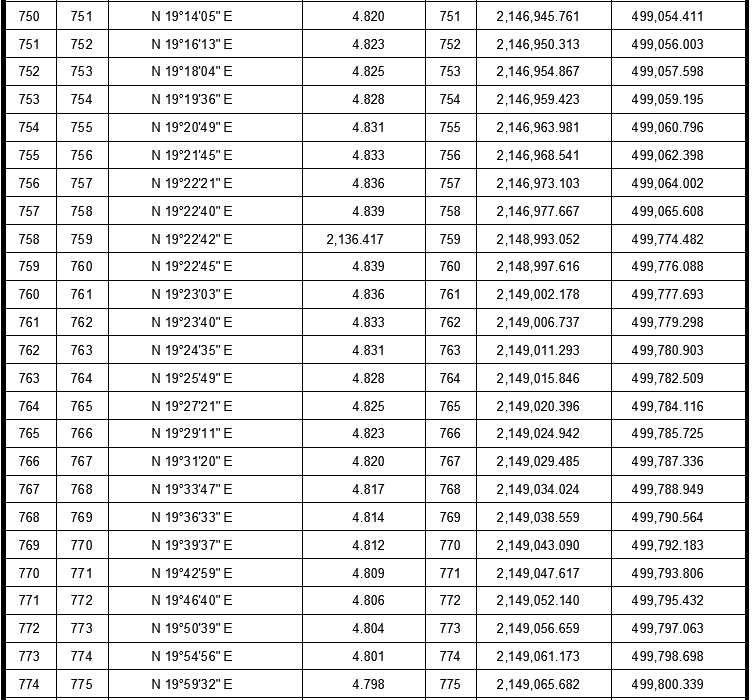 750 751 N 19°14'05" E 4.820 751 2,146,945.761 499,054.411
751 752 N 19°16'13" E 4.823 752 2,146,950.313 499,056.003
752 753 N 19°18'04" E 4.825 753 2,146,954.867 499,057.598
753 754 N 19°19'36" E 4.828 754 2,146,959.423 499,059.195
754 755 N 19°20'49" E 4.831 755 2,146,963.981 499,060.796
755 756 N 19°21'45" E 4.833 756 2,146,968.541 499,062.398
756 757 N 19°22'21" E 4.836 757 2,146,973.103 499,064.002
757 758 N 19°22'40" E 4.839 758 2,146,977.667 499,065.608
758 759 N 19°22'42" E 2,136.417 759 2,148,993.052 499,774.482
759 760 N 19°22'45" E 4.839 760 2,148,997.616 499,776.088
760 761 N 19°23'03" E 4.836 761 2,149,002.178 499,777.693
761 762 N 19°23'40" E 4.833 762 2,149,006.737 499,779.298
762 763 N 19°24'35" E 4.831 763 2,149,011.293 499,780.903
763 764 N 19°25'49" E 4.828 764 2,149,015.846 499,782.509
764 765 N 19°27'21" E 4.825 765 2,149,020.396 499,784.116
765 766 N 19°29'11" E 4.823 766 2,149,024.942 499,785.725
766 767 N 19°31'20" E 4.820 767 2,149,029.485 499,787.336
767 768 N 19°33'47" E 4.817 768 2,149,034.024 499,788.949
768 769 N 19°36'33" E 4.814 769 2,149,038.559 499,790.564
769 770 N 19°39'37" E 4.812 770 2,149,043.090 499,792.183
770 771 N 19°42'59" E 4.809 771 2,149,047.617 499,793.806
771 772 N 19°46'40" E 4.806 772 2,149,052.140 499,795.432
772 773 N 19°50'39" E 4.804 773 2,149,056.659 499,797.063
773 774 N 19°54'56" E 4.801 774 2,149,061.173 499,798.698
774 775 N 19°59'32" E 4.798 775 2,149,065.682 499,800.339